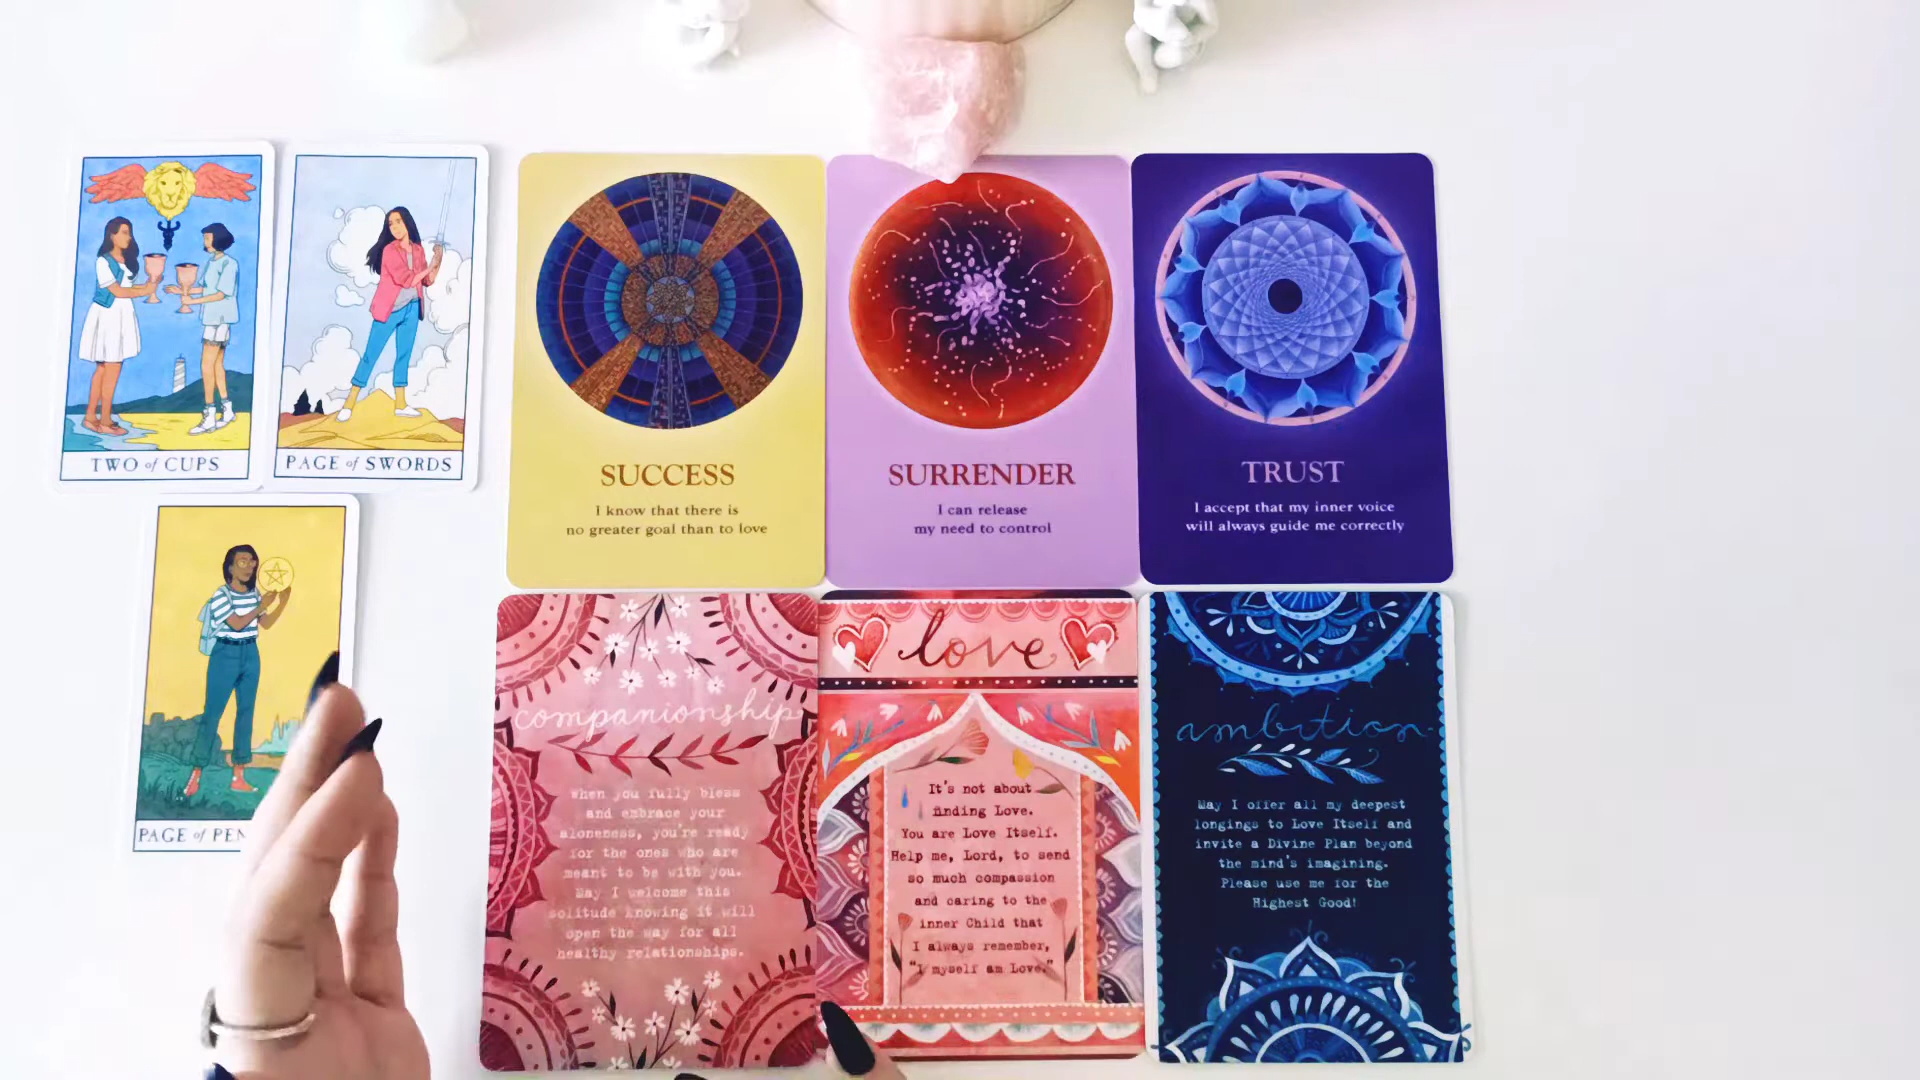 TWO of CUPS
PAGE of SWORDS
PAGE of PEN
SUCCESS
I know that there is
no greater goal than to love
SURRENDER
I can release
my need to control
TRUST
I accept that my inner voice
will always guide me correctly
companionship
When you fully bless
and embrace your
aloneness, you're ready
for the ones who are
meant to be with you.
May I welcome this
solitude knowing it will
open the way for all
healthy relationships.
love
It's not about
finding Love.
You are Love Itself.
Help me, Lord, to send
so much compassion
and caring to the
inner Child that
I always remember,
"I myself am Love."
ambition
May I offer all my deepest
longings to Love Itself and
invite a Divine Plan beyond
the mind's imagining.
Please use me for the
Highest Good!